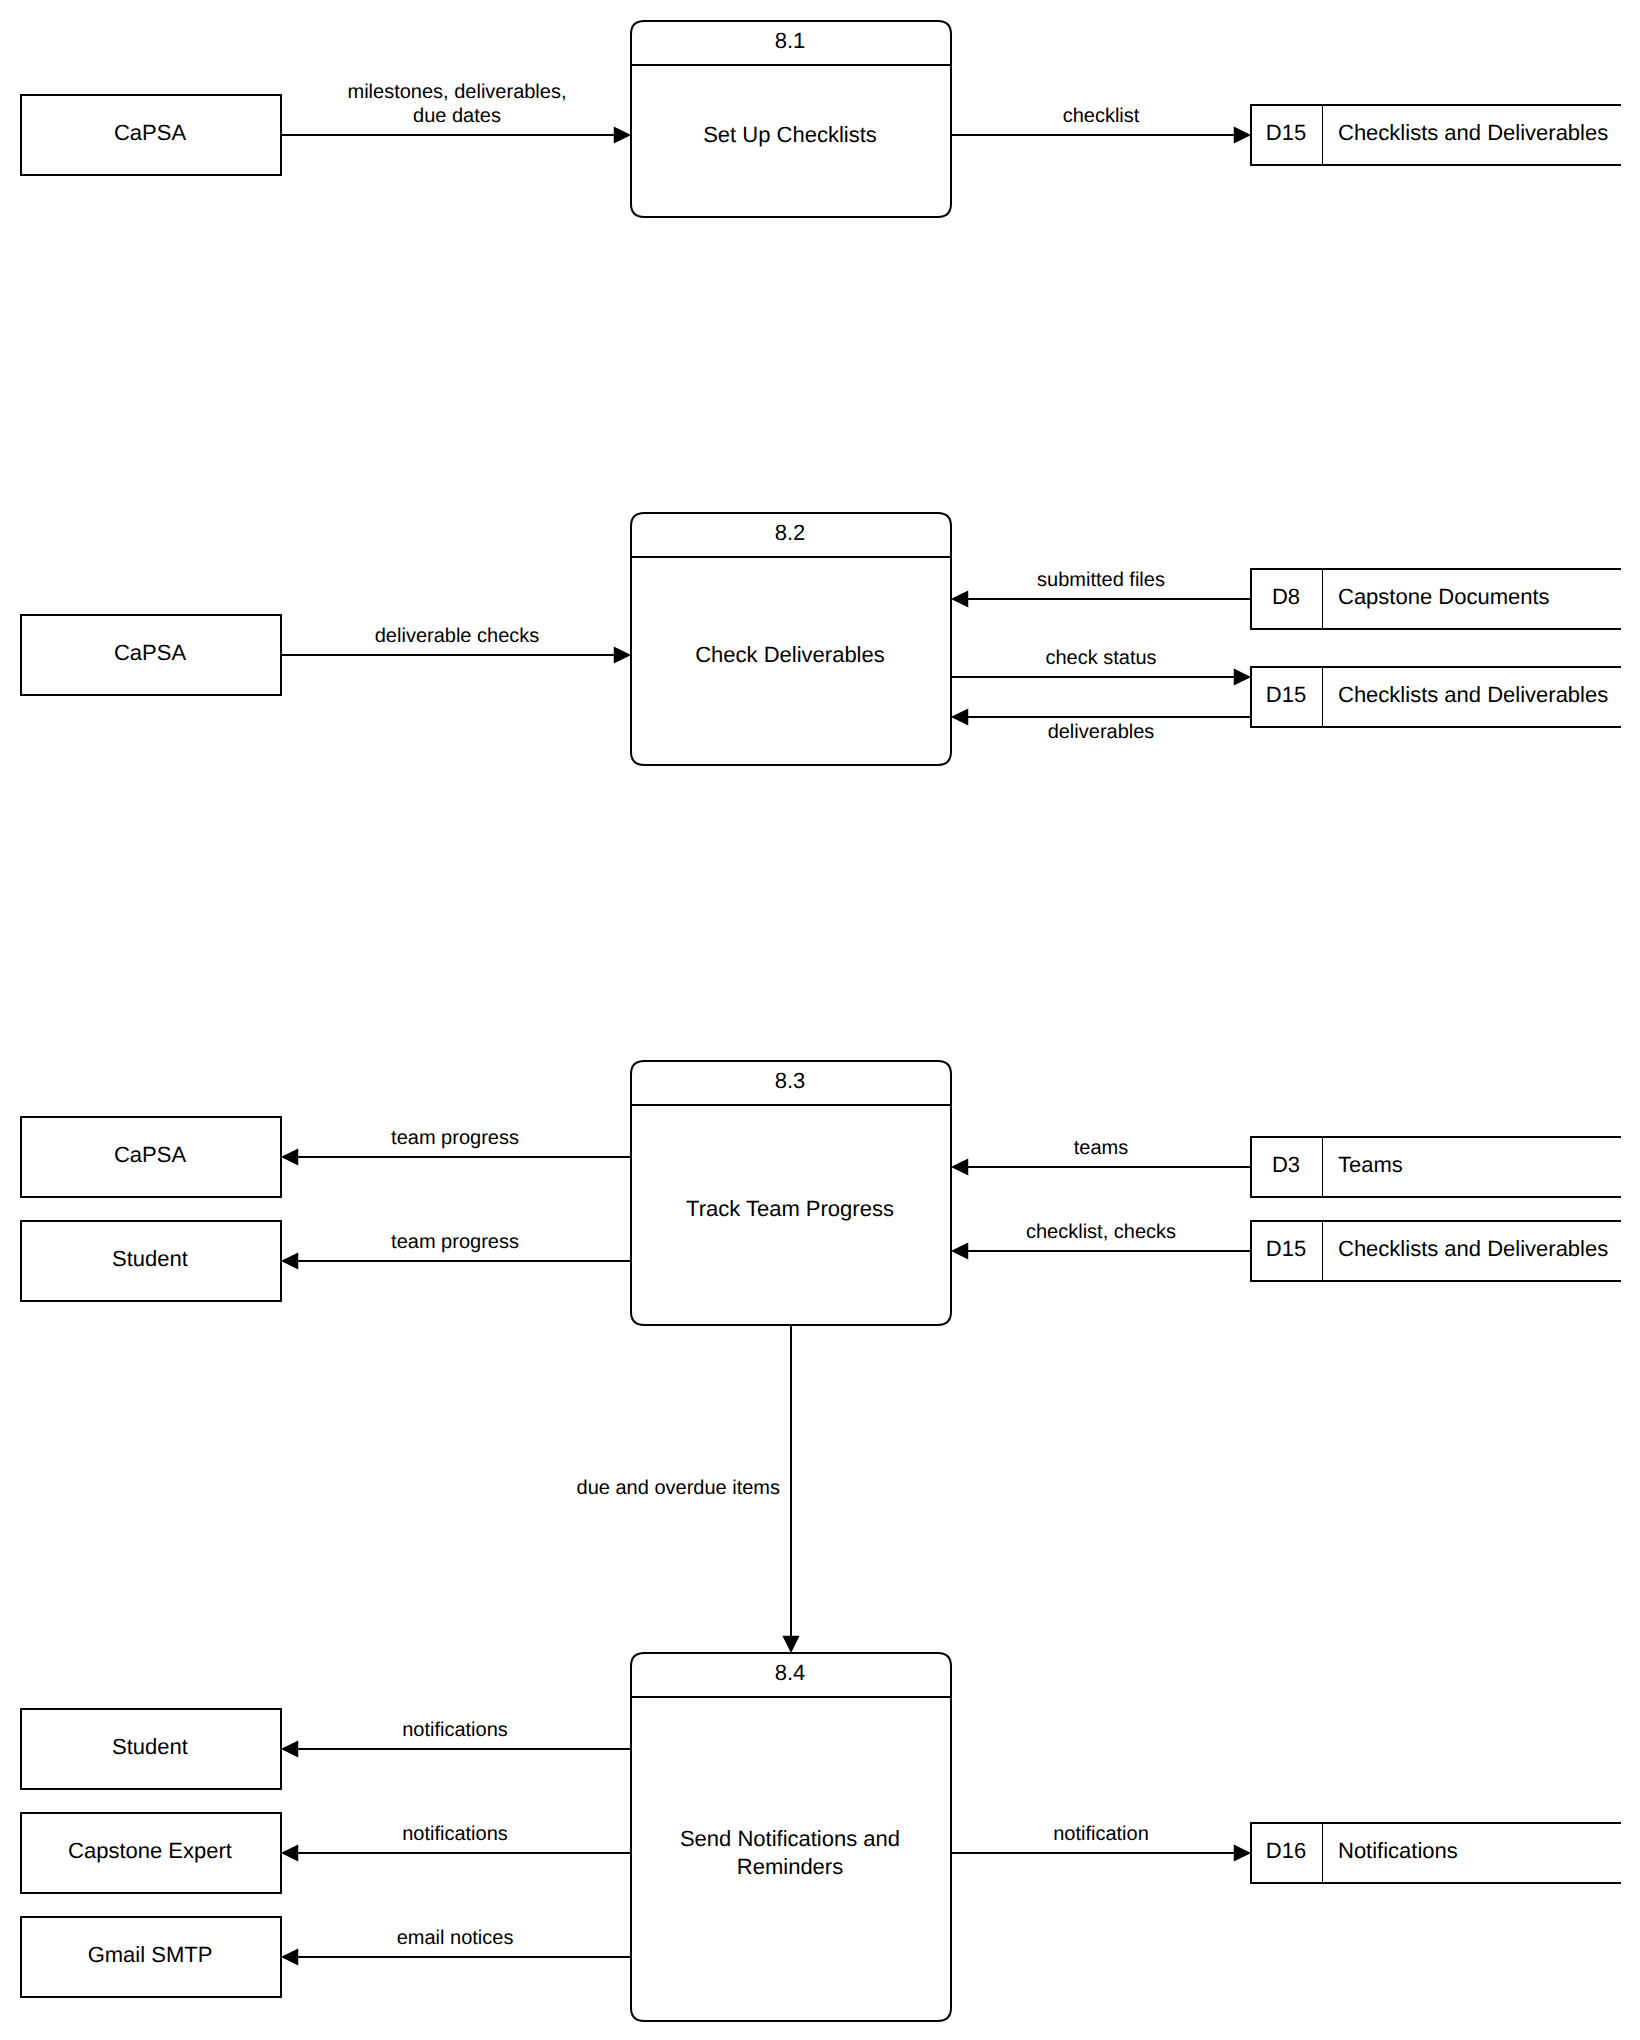 8.1
milestones, deliverables,
due dates
CaPSA
Set Up Checklists
checklist
D15
Checklists and Deliverables
8.2
CaPSA
deliverable checks
Check Deliverables
submitted files
D8
Capstone Documents
check status
D15
Checklists and Deliverables
deliverables
8.3
CaPSA
team progress
Student
team progress
Track Team Progress
teams
D3
Teams
checklist, checks
D15
Checklists and Deliverables
due and overdue items
8.4
Student
notifications
Capstone Expert
notifications
Gmail SMTP
email notices
Send Notifications and
Reminders
notification
D16
Notifications